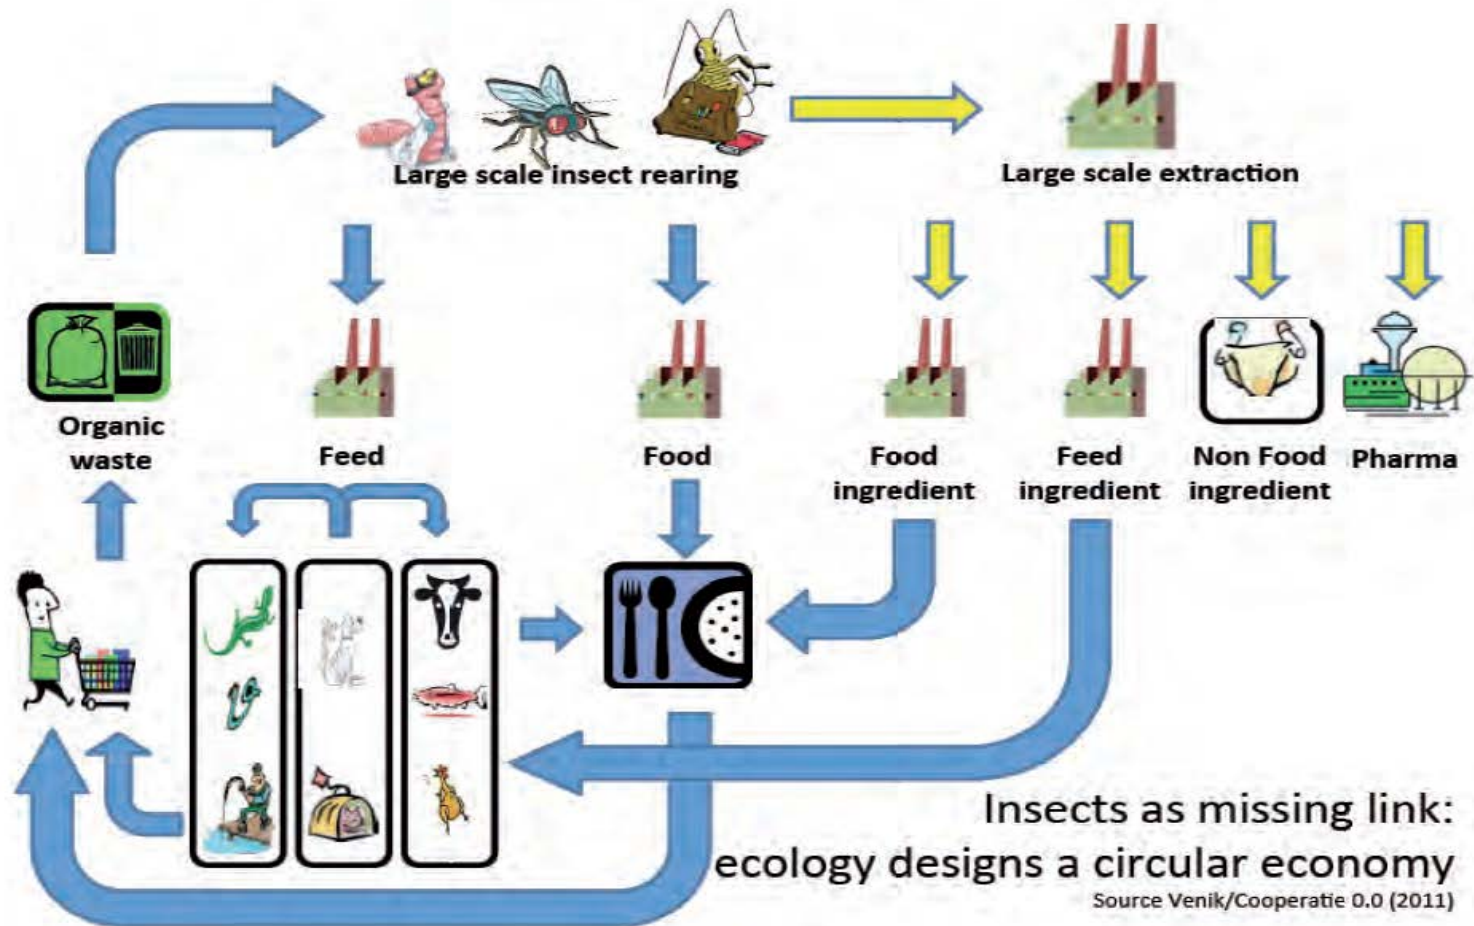 Large scale insect rearing
Large scale extraction
Organic
waste
Feed
Food
Food
ingredient
Feed
ingredient
Non Food
ingredient
Pharma
Insects as missing link:
ecology designs a circular economy
Source Venik/Cooperatie 0.0 (2011)